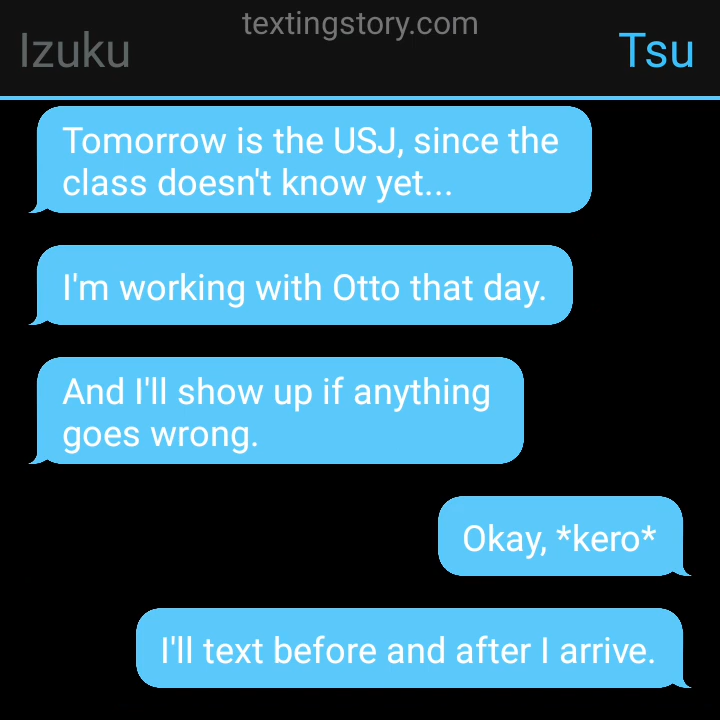 textingstory.com
Izuku
Tsu
Tomorrow is the USJ, since the
class doesn't know yet...
I'm working with Otto that day.
And I'll show up if anything
goes wrong.
Okay, *kero*
I'll text before and after I arrive.